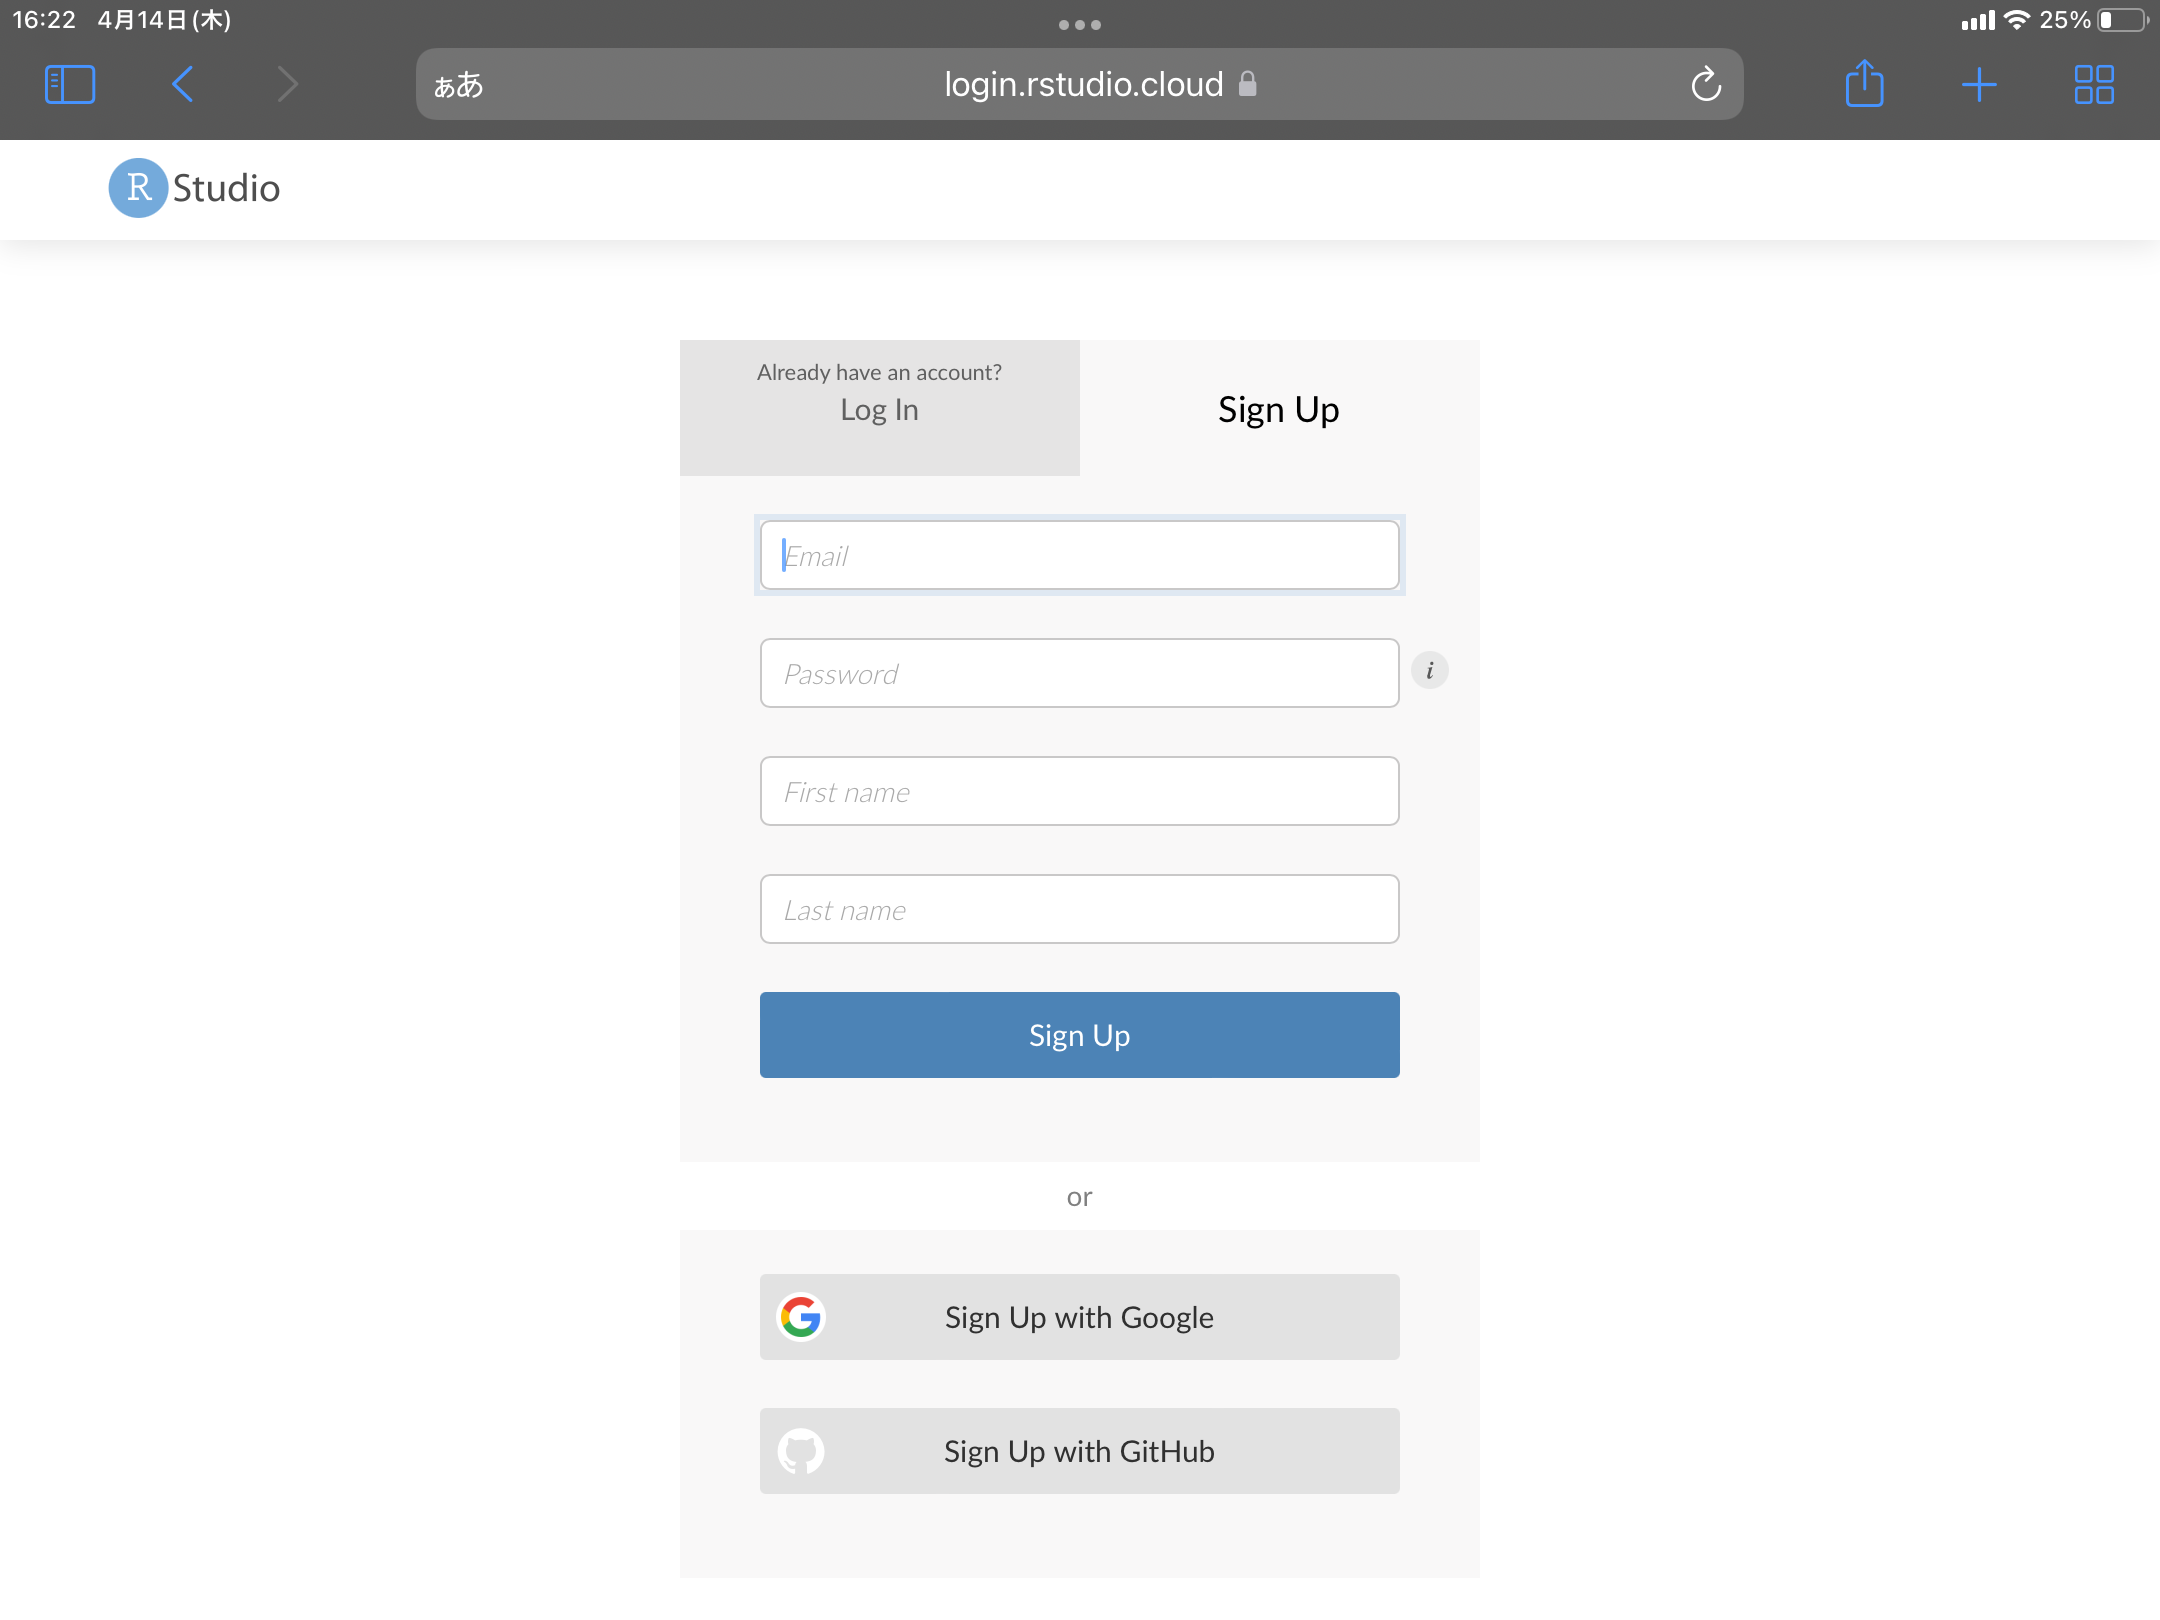 16:22 4月14日(木)
25%
ぁあ login.rstudio.cloud
R Studio
Already have an account?
Log In
Sign Up
Email
Password
i
First name
Last name
Sign Up
or
Sign Up with Google
Sign Up with GitHub